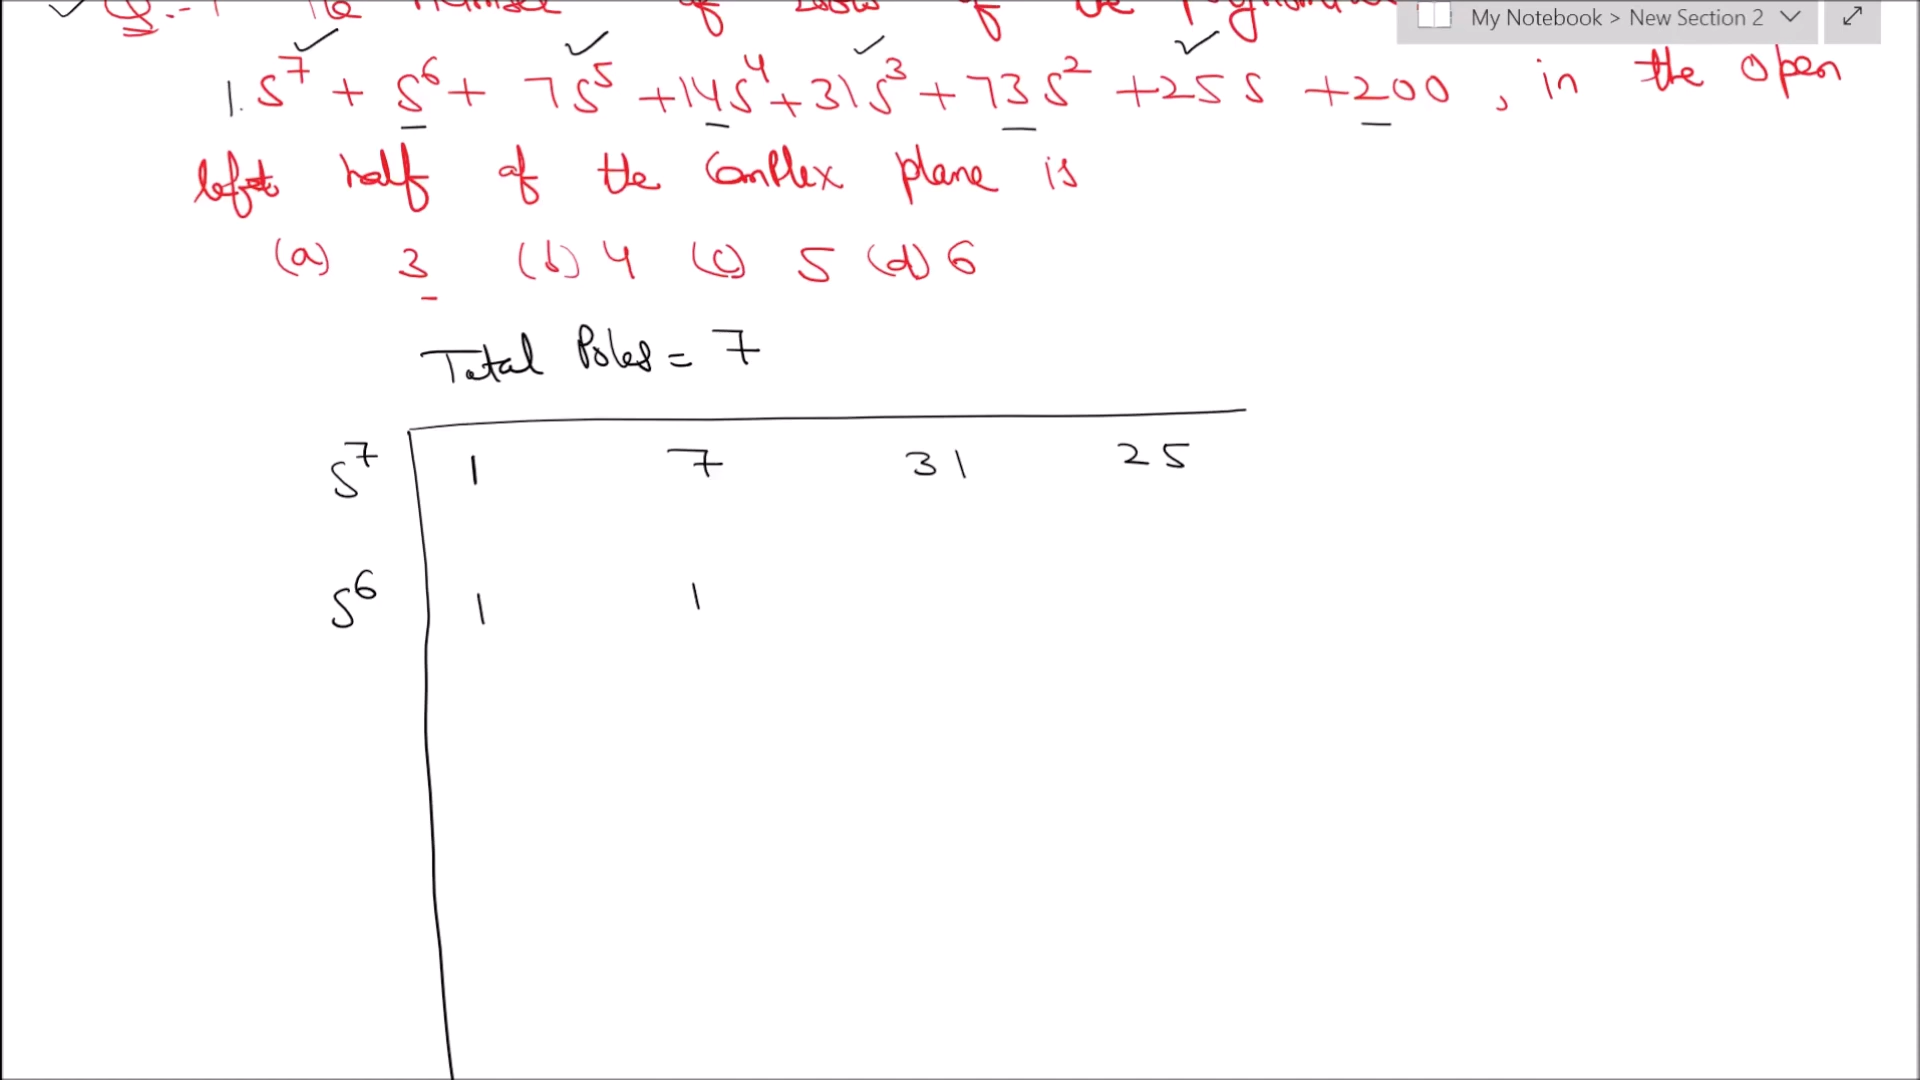 My Notebook > New Section 2
of of
1. S⁷ + S⁶ + 7S⁵ + 14S⁴ + 31S³ + 73S² + 25S + 200 , in the open
left half of the Complex plane is
(a) 3 (b) 4 (c) 5 (d) 6
Total Poles = 7
S⁷ 1 7 31 25
S⁶ 1 1